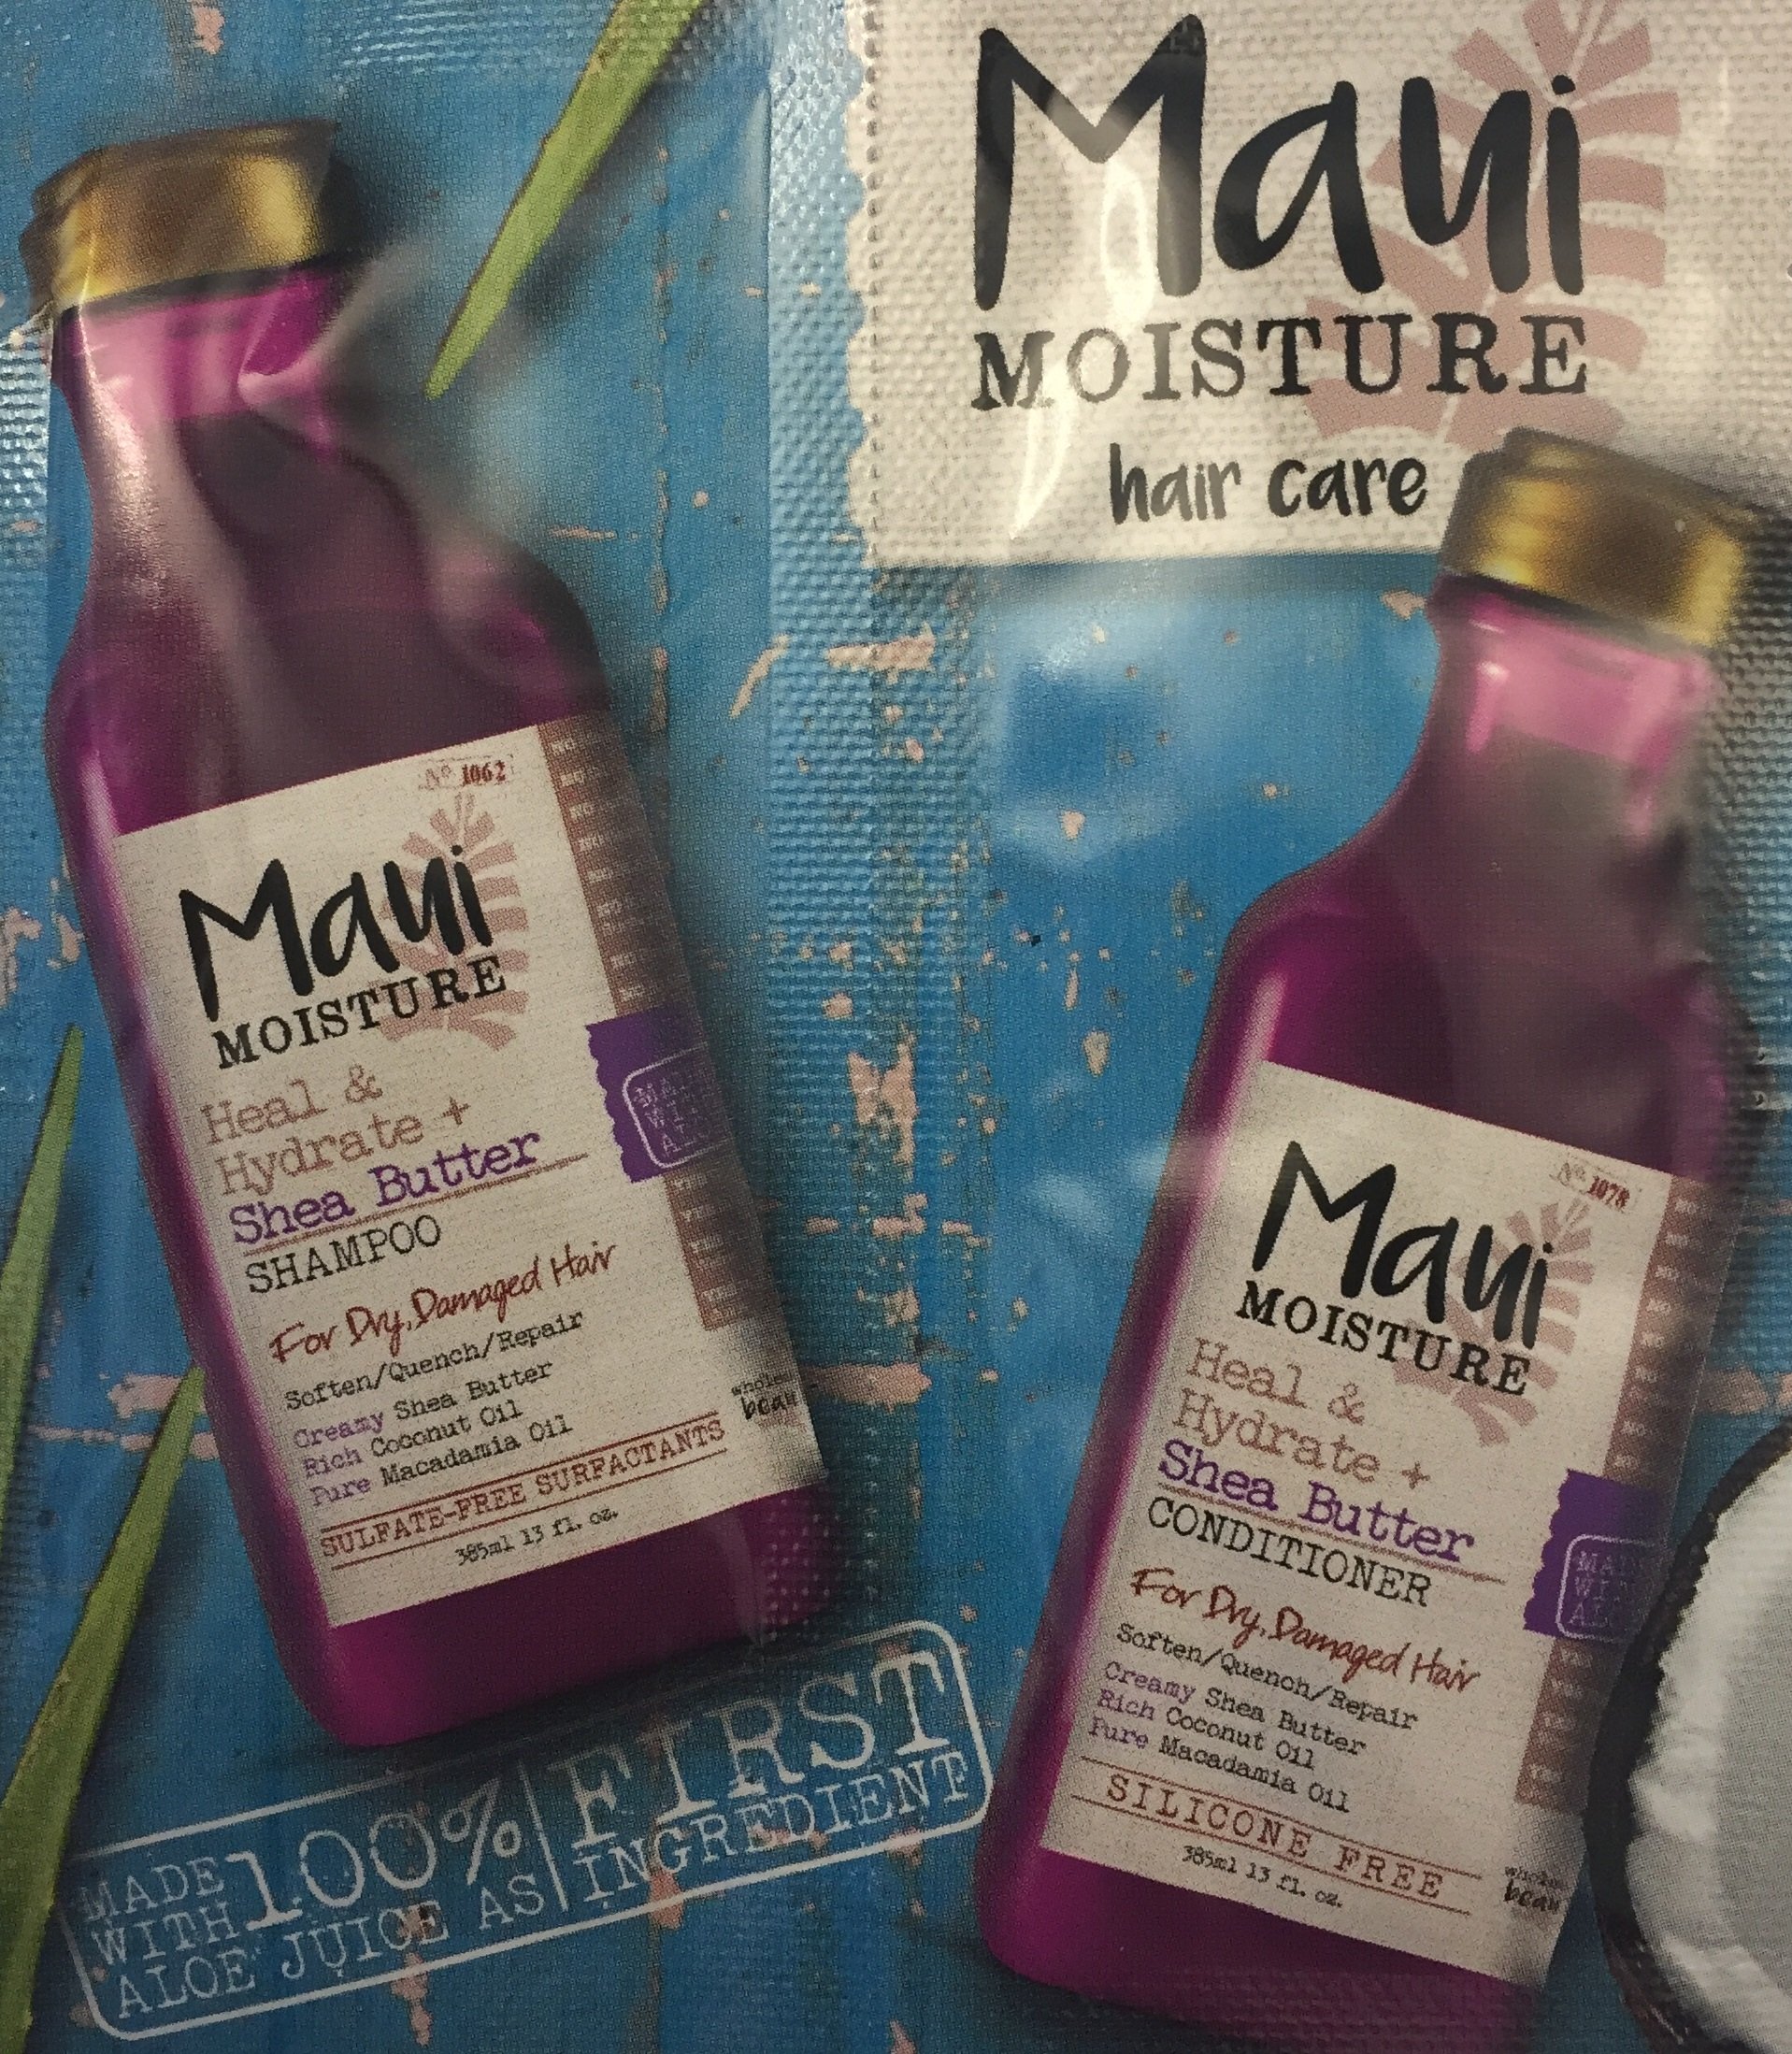 Maui
MOISTURE
hair care
Nº 1062
Maui
MOISTURE
Heal &
Hydrate +
Shea Butter
SHAMPOO
For Dry, Damaged Hair
Soften/Quench/Repair
Creamy Shea Butter
Rich Coconut Oil
Pure Macadamia Oil
SULFATE-FREE SURFACTANTS
385ml 13 fl. oz.
MADE
WITH
MADE WITH 100%
ALOE JUICE AS
FIRST
INGREDIENT
Nº 1078
Maui
MOISTURE
Heal &
Hydrate +
Shea Butter
CONDITIONER
For Dry, Damaged Hair
Soften/Quench/Repair
Creamy Shea Butter
Rich Coconut Oil
Pure Macadamia Oil
SILICONE FREE
385ml 13 fl. oz.